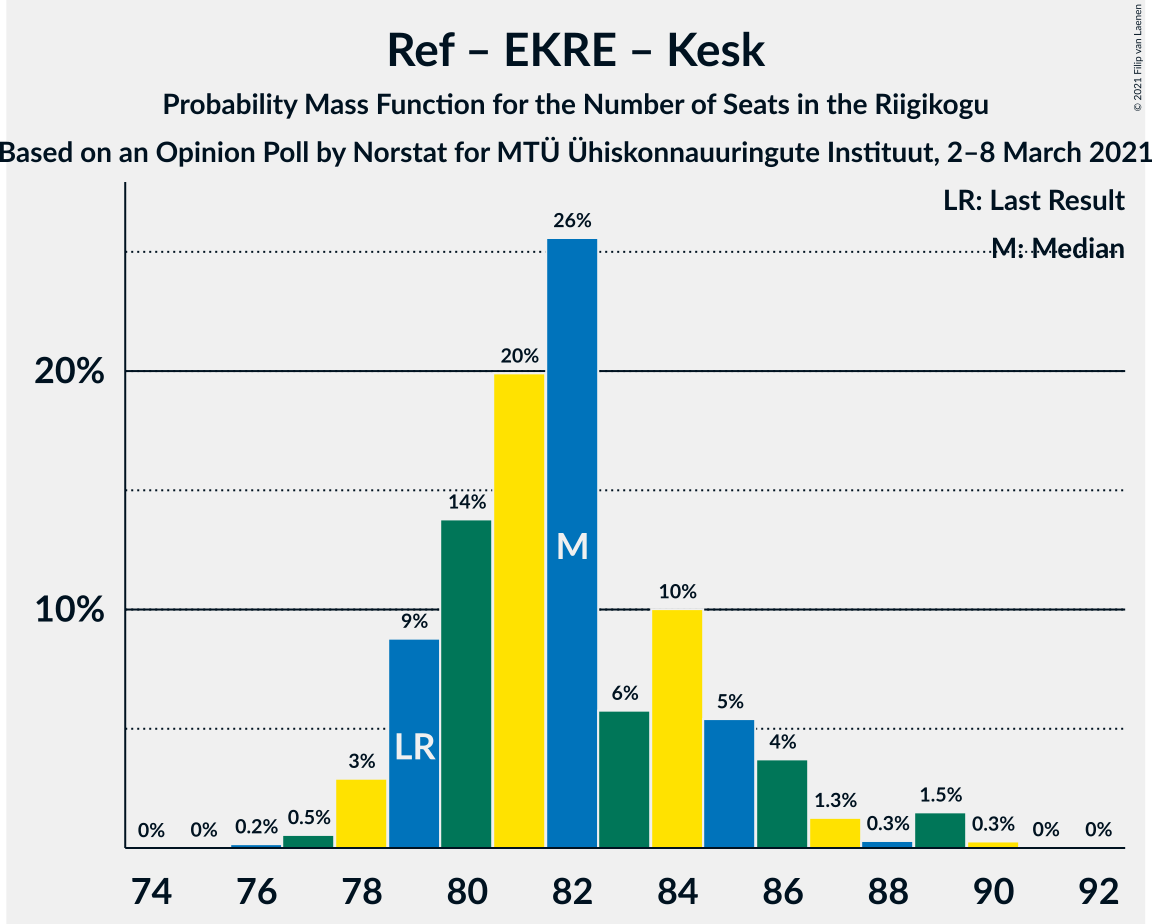 Ref – EKRE – Kesk
Probability Mass Function for the Number of Seats in the Riigikogu
Based on an Opinion Poll by Norstat for MTÜ Ühiskonnauuringute Instituut, 2–8 March 2021
© 2021 Filip van Laenen
LR: Last Result
M: Median
26%
20%
20%
14%
M
10%
10%
9%
6%
5%
LR
4%
3%
1.3%
1.5%
0%
0%
0.2%
0.5%
0.3%
0.3%
0%
0%
74 76 78 80 82 84 86 88 90 92